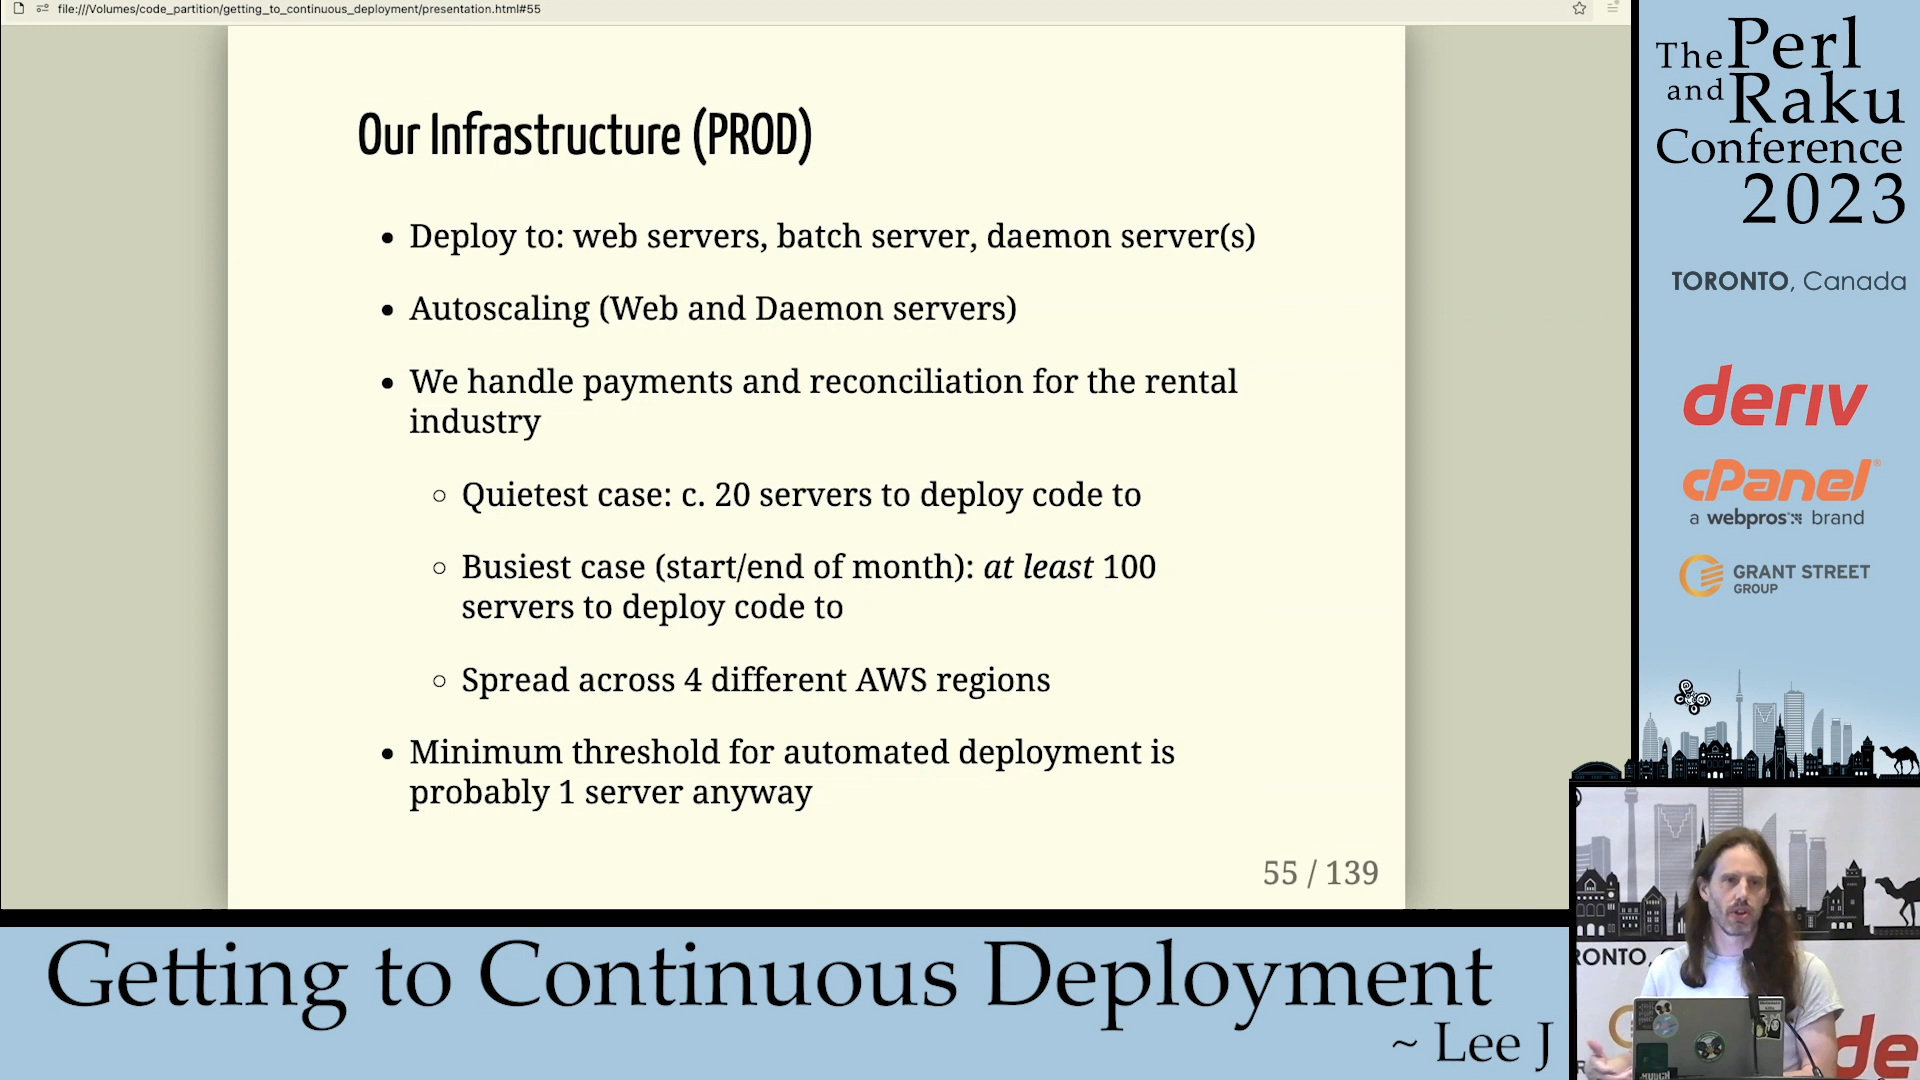 file:///Volumes/code_partition/getting_to_continuous_deployment/presentation.html#55
Our Infrastructure (PROD)
• Deploy to: web servers, batch server, daemon server(s)
• Autoscaling (Web and Daemon servers)
• We handle payments and reconciliation for the rental
industry
○ Quietest case: c. 20 servers to deploy code to
○ Busiest case (start/end of month): at least 100
servers to deploy code to
○ Spread across 4 different AWS regions
• Minimum threshold for automated deployment is
probably 1 server anyway
55 / 139
The Perl
and Raku
Conference
2023
TORONTO, Canada
deriv
cPanel®
a webpros brand
GRANT STREET
GROUP
RONTO,
de
Getting to Continuous Deployment
~ Lee J